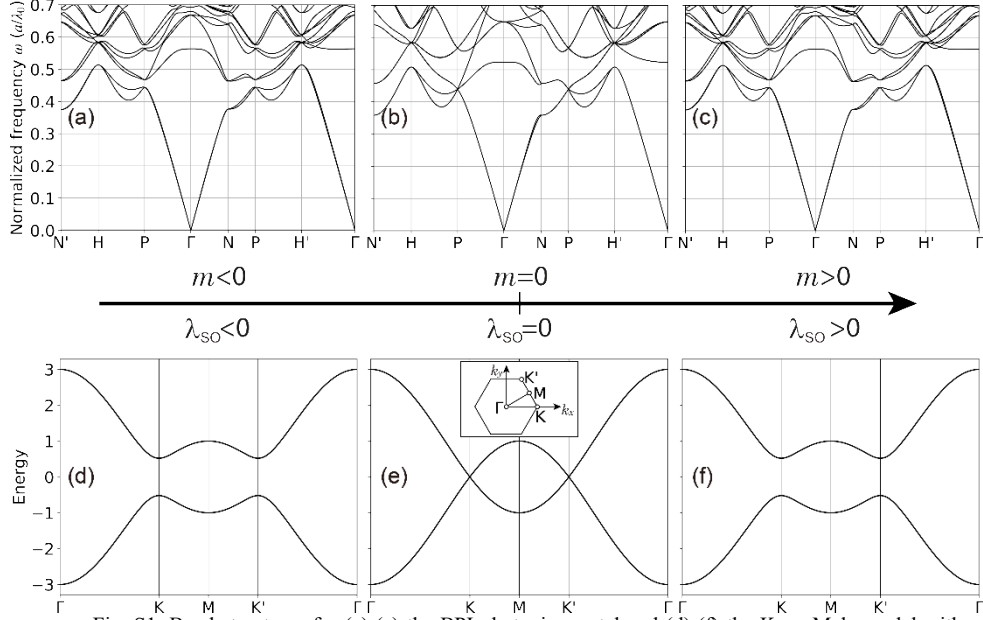 Normalized frequency ω (a/λ₀)
0.7
0.6
0.5
0.4
0.3
0.2
0.1
0.0
(a)
N' H P Γ N P H' Γ
(b)
N' H P Γ N P H' Γ
(c)
N' H P Γ N P H' Γ
m<0 m=0 m>0
λSO<0 λSO=0 λSO>0
Energy
3
2
1
0
−1
−2
−3
(d)
Γ K M K' Γ
(e)
ky
K'
M
Γ
kx
K
Γ K M K' Γ
(f)
Γ K M K' Γ